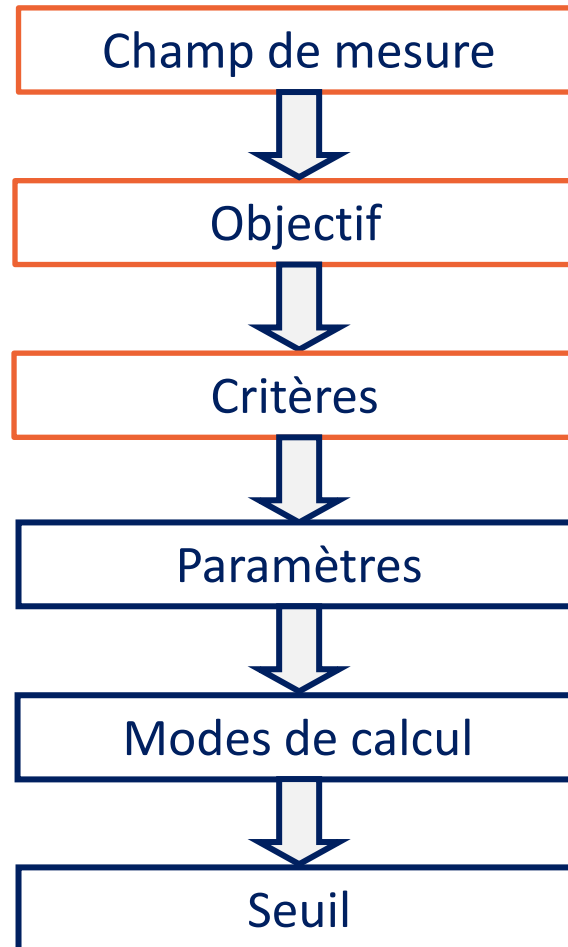 Champ de mesure
Objectif
Critères
Paramètres
Modes de calcul
Seuil